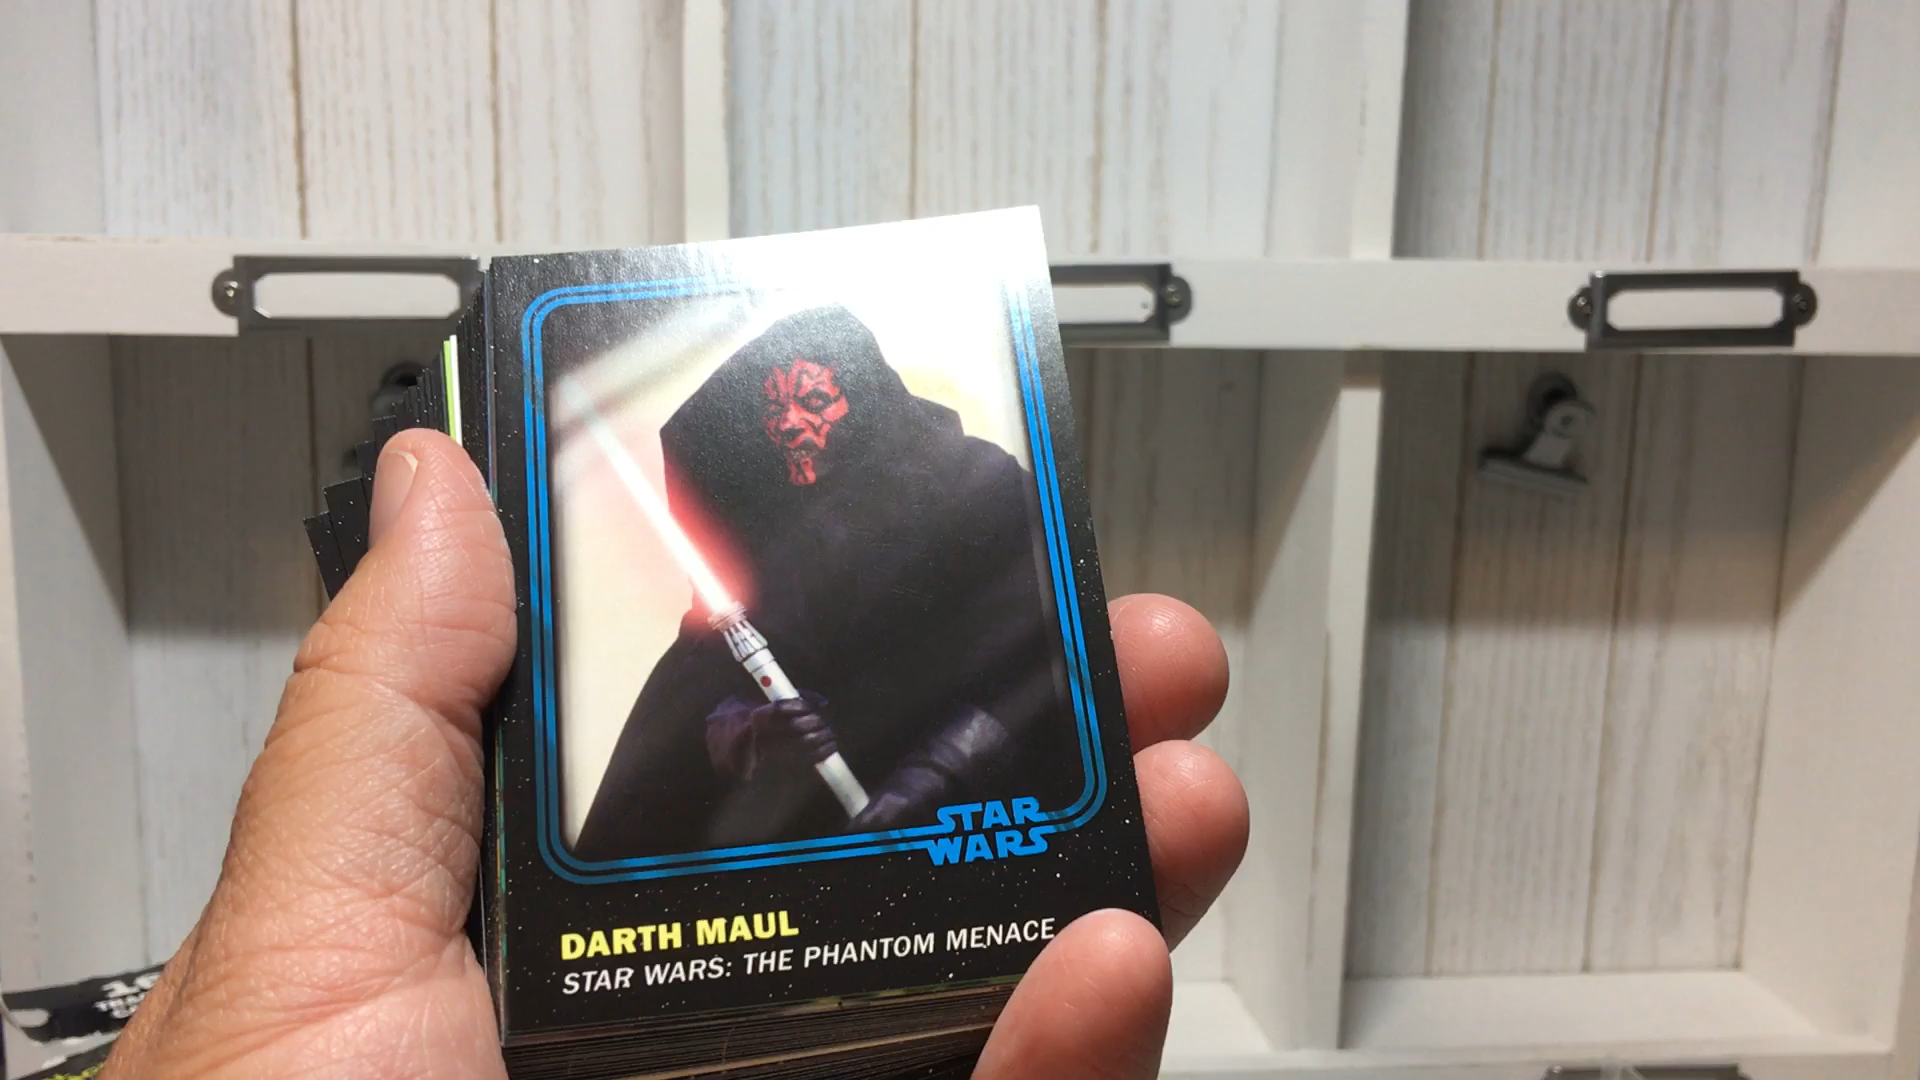 STAR
WARS
DARTH MAUL
STAR WARS: THE PHANTOM MENACE